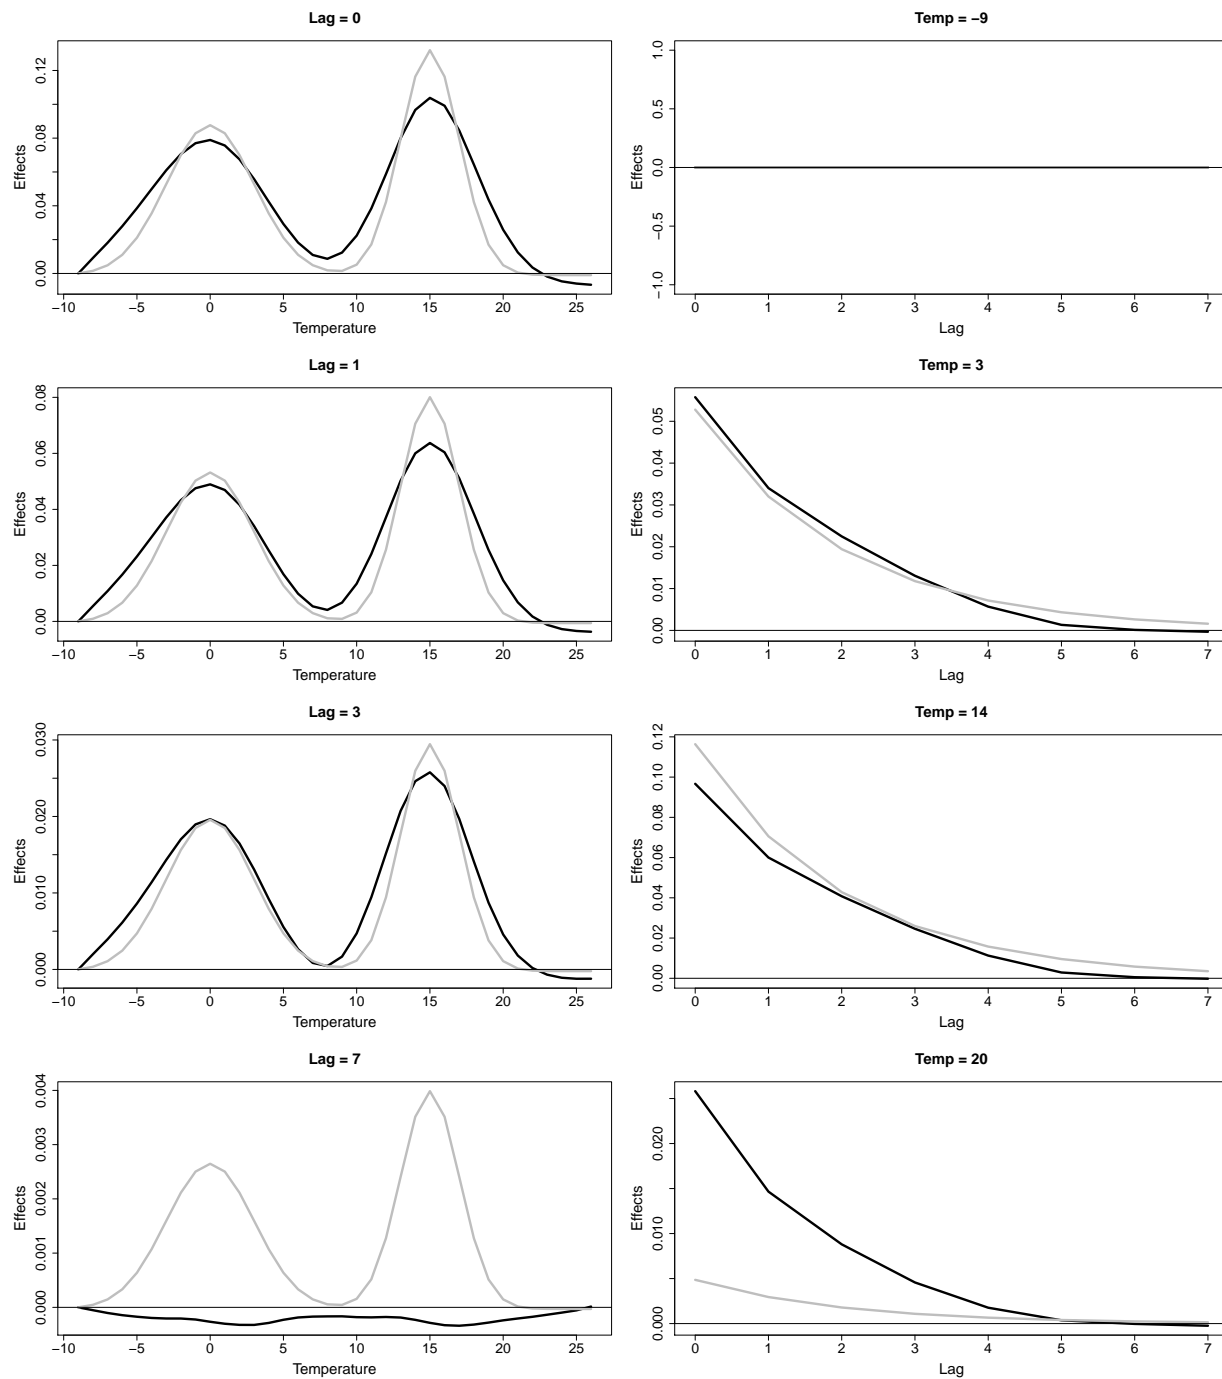 Lag = 0
Effects
0.00 0.04 0.08 0.12
−10 −5 0 5 10 15 20 25
Temperature
Temp = −9
Effects
−1.0 −0.5 0.0 0.5 1.0
0 1 2 3 4 5 6 7
Lag
Lag = 1
Effects
0.00 0.02 0.04 0.06 0.08
−10 −5 0 5 10 15 20 25
Temperature
Temp = 3
Effects
0.00 0.01 0.02 0.03 0.04 0.05
0 1 2 3 4 5 6 7
Lag
Lag = 3
Effects
0.000 0.010 0.020 0.030
−10 −5 0 5 10 15 20 25
Temperature
Temp = 14
Effects
0.00 0.02 0.04 0.06 0.08 0.10 0.12
0 1 2 3 4 5 6 7
Lag
Lag = 7
Effects
0.000 0.001 0.002 0.003 0.004
−10 −5 0 5 10 15 20 25
Temperature
Temp = 20
Effects
0.000 0.010 0.020
0 1 2 3 4 5 6 7
Lag